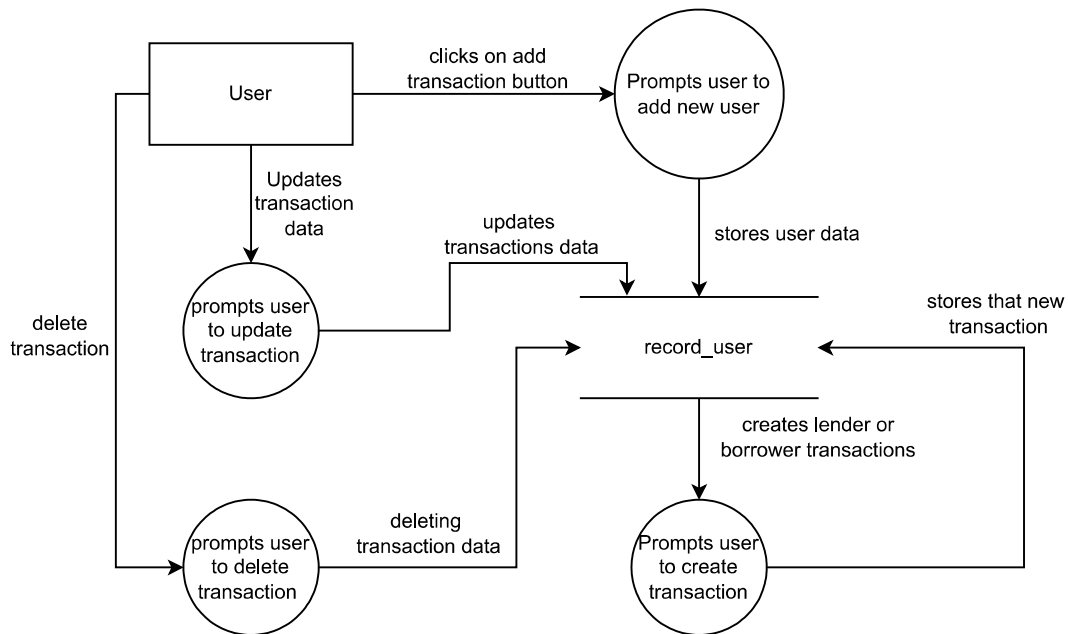 clicks on add
transaction button
User
Prompts user to
add new user
Updates
transaction
data
updates
transactions data
stores user data
prompts user
to update
transaction
delete
transaction
record_user
stores that new
transaction
creates lender or
borrower transactions
prompts user
to delete
transaction
deleting
transaction data
Prompts user
to create
transaction